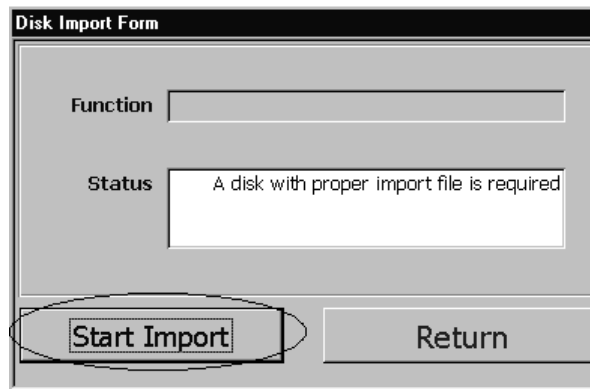 Disk Import Form
Function
Status
A disk with proper import file is required
Start Import
Return